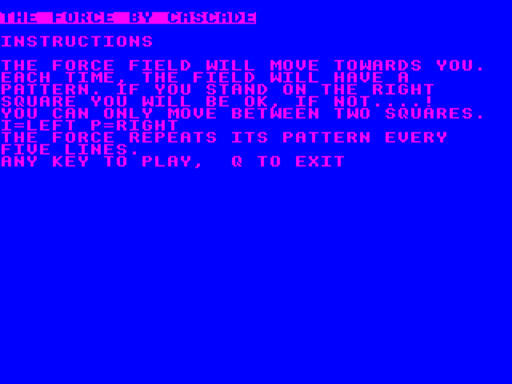 THE FORCE BY CASCADE
INSTRUCTIONS
THE FORCE FIELD WILL MOVE TOWARDS YOU.
EACH TIME, THE FIELD WILL HAVE A
PATTERN. IF YOU STAND ON THE RIGHT
SQUARE YOU WILL BE OK, IF NOT....!
YOU CAN ONLY MOVE BETWEEN TWO SQUARES.
I=LEFT P=RIGHT
THE FORCE REPEATS ITS PATTERN EVERY
FIVE LINES.
ANY KEY TO PLAY,  Q TO EXIT